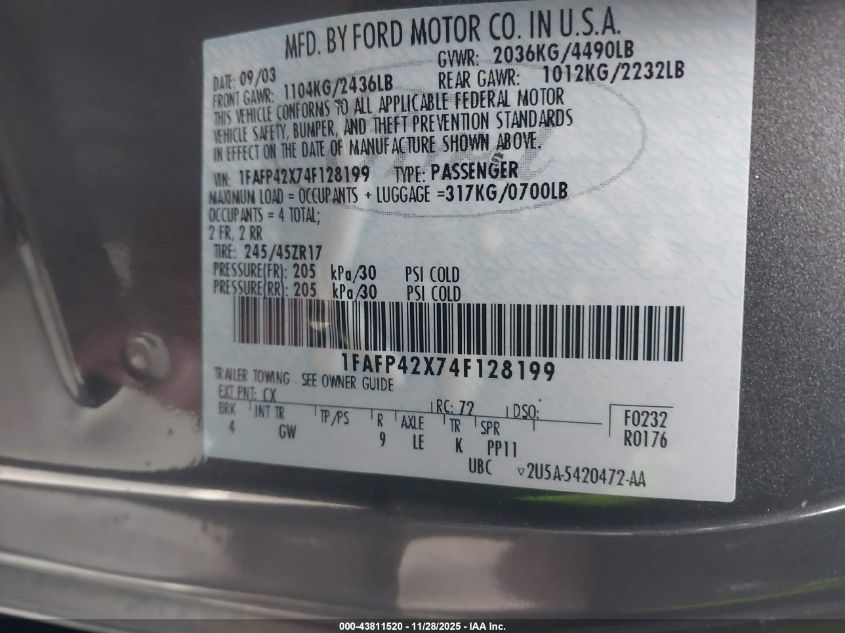 MFD. BY FORD MOTOR CO. IN U.S.A.
DATE: 09/03 GVWR: 2036KG/4490LB
FRONT GAWR: 1104KG/2436LB REAR GAWR: 1012KG/2232LB
THIS VEHICLE CONFORMS TO ALL APPLICABLE FEDERAL MOTOR
VEHICLE SAFETY, BUMPER, AND THEFT PREVENTION STANDARDS
IN EFFECT ON THE DATE OF MANUFACTURE SHOWN ABOVE.
VIN: 1FAFP42X74F128199 TYPE: PASSENGER
MAXIMUM LOAD = OCCUPANTS + LUGGAGE =317KG/0700LB
OCCUPANTS = 4 TOTAL;
2 FR, 2 RR
TIRE: 245/45ZR17
PRESSURE(FR): 205 kPa/30 PSI COLD
PRESSURE(RR): 205 kPa/30 PSI COLD
1FAFP42X74F128199
TRAILER TOWING - SEE OWNER GUIDE
EXT PNT: CX RC: 72 DSO: F0232
BRK INT TR TP/PS R AXLE TR SPR R0176
4 GW 9 LE K PP11
UBC ▽2U5A-5420472-AA
000-43811520 | 11/28/2025 - IAA Inc.